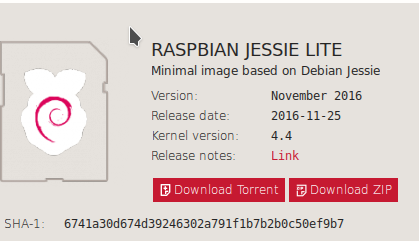 RASPBIAN JESSIE LITE
Minimal image based on Debian Jessie
Version: November 2016
Release date: 2016-11-25
Kernel version: 4.4
Release notes: Link
Download Torrent Download ZIP
SHA-1: 6741a30d674d39246302a791f1b7b2b0c50ef9b7